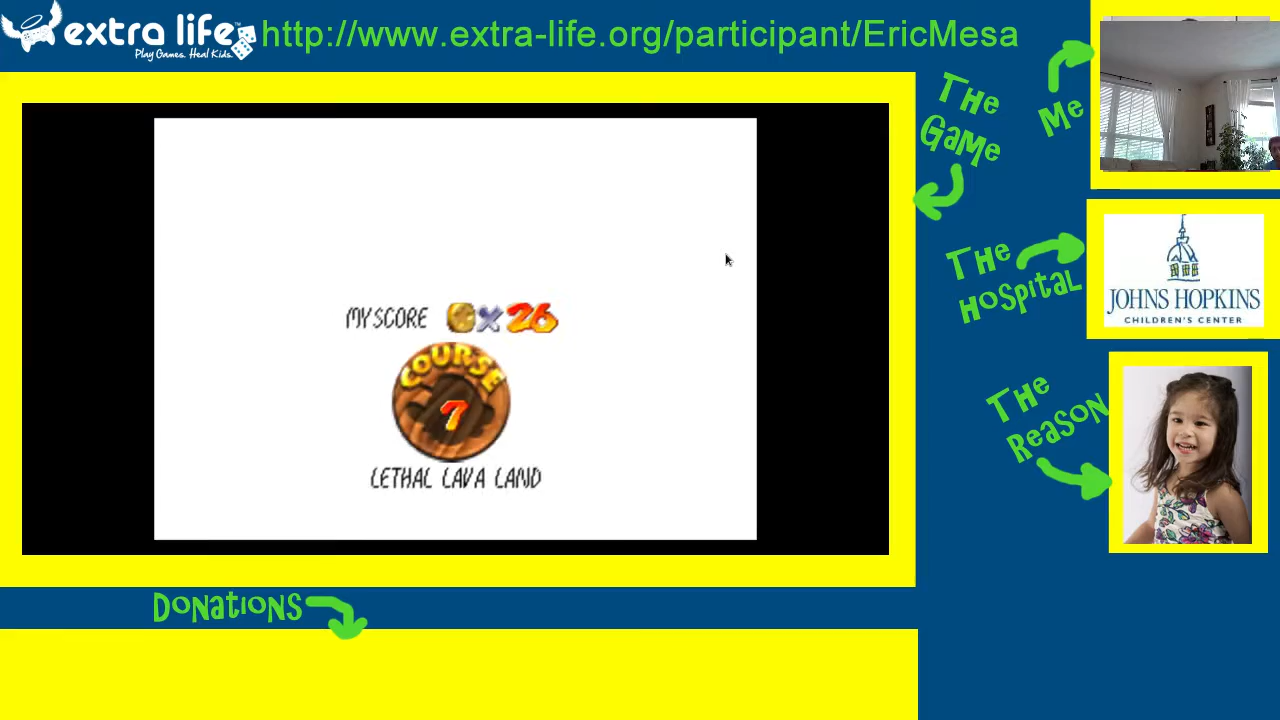 extra life
Play Games. Heal Kids.
http://www.extra-life.org/participant/EricMesa
Me
The
Game
MY SCORE × 26
COURSE
7
LETHAL LAVA LAND
The
Hospital
JOHNS HOPKINS
CHILDREN'S CENTER
The
Reason
Donations